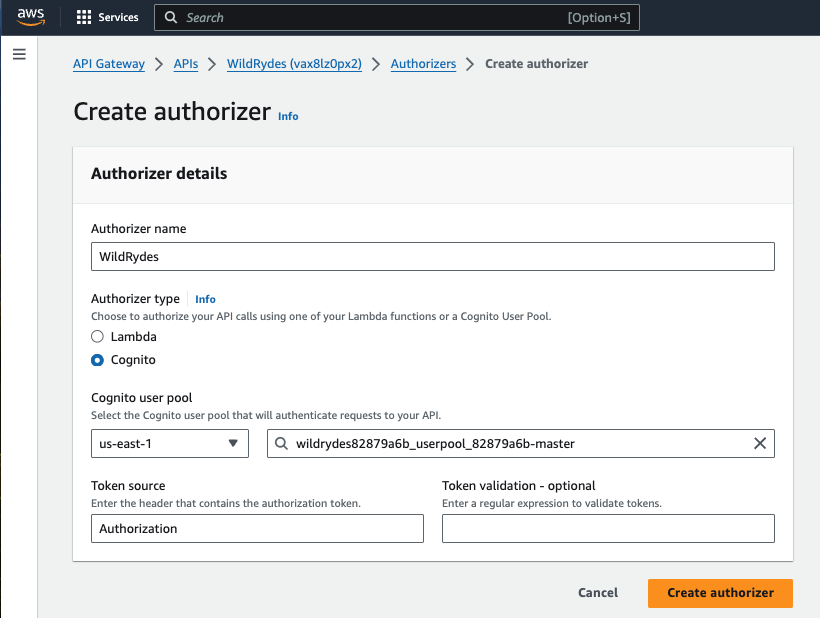 aws Services Search [Option+S]
API Gateway > APIs > WildRydes (vax8lz0px2) > Authorizers > Create authorizer
Create authorizer Info
Authorizer details
Authorizer name
WildRydes
Authorizer type Info
Choose to authorize your API calls using one of your Lambda functions or a Cognito User Pool.
Lambda
Cognito
Cognito user pool
Select the Cognito user pool that will authenticate requests to your API.
us-east-1 wildrydes82879a6b_userpool_82879a6b-master
Token source
Enter the header that contains the authorization token.
Authorization
Token validation - optional
Enter a regular expression to validate tokens.
Cancel Create authorizer